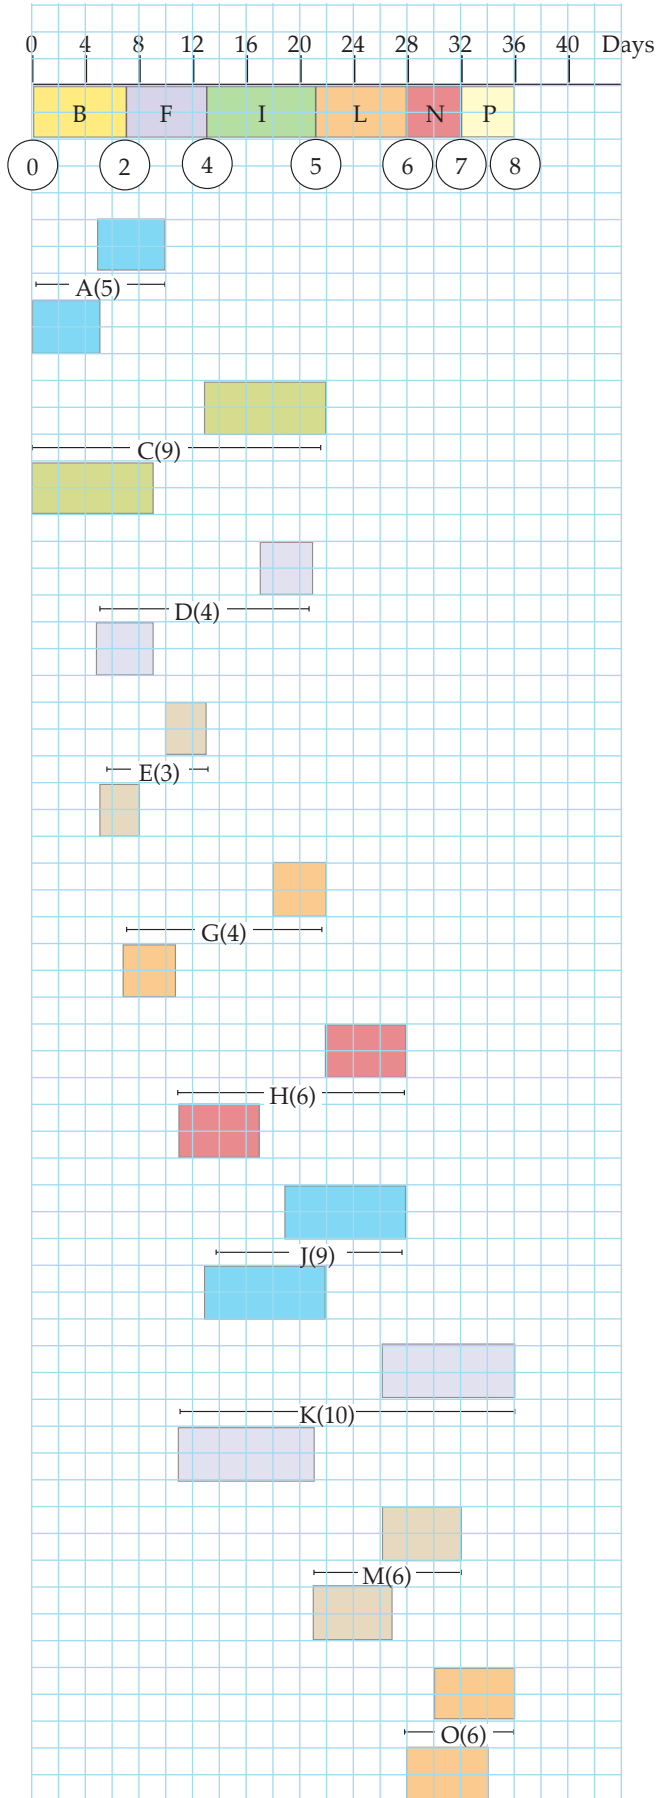 0 4 8 12 16 20 24 28 32 36 40 Days
B F I L N P
0 2 4 5 6 7 8
A(5)
C(9)
D(4)
E(3)
G(4)
H(6)
J(9)
K(10)
M(6)
O(6)